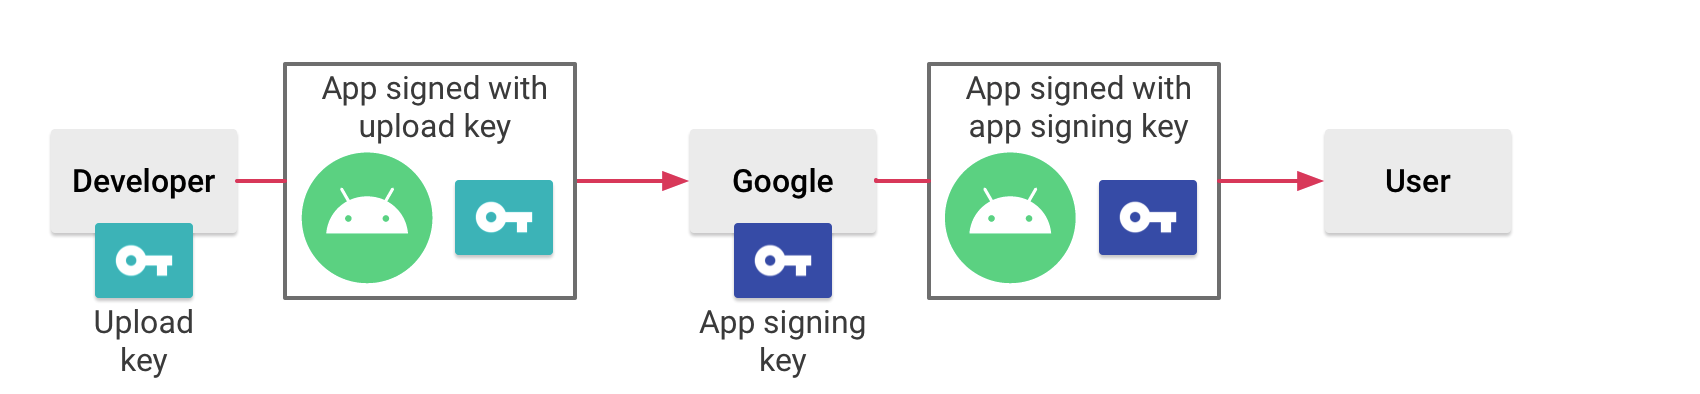 App signed with
upload key
App signed with
app signing key
Developer
Google
User
Upload
key
App signing
key